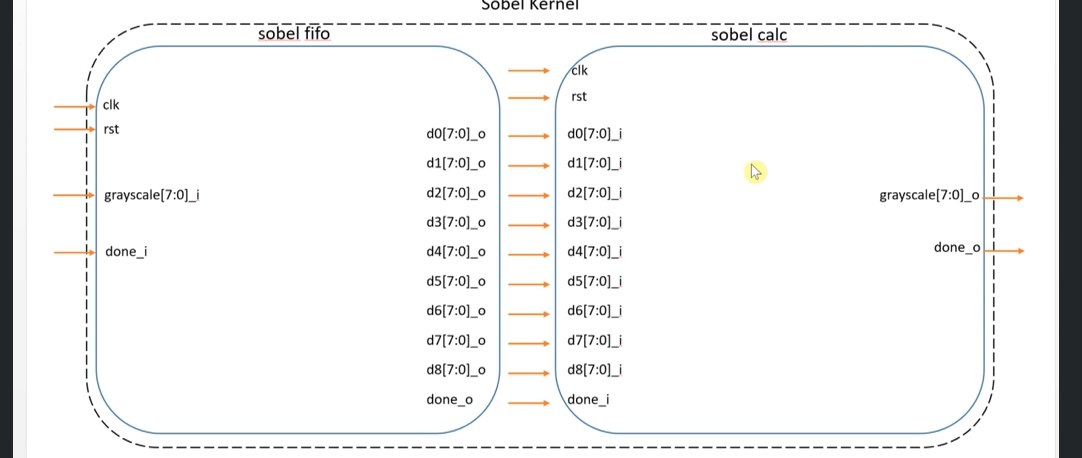 Sobel Kernel
sobel fifo
sobel calc
clk
rst
grayscale[7:0]_i
done_i
d0[7:0]_o
d1[7:0]_o
d2[7:0]_o
d3[7:0]_o
d4[7:0]_o
d5[7:0]_o
d6[7:0]_o
d7[7:0]_o
d8[7:0]_o
done_o
clk
rst
d0[7:0]_i
d1[7:0]_i
d2[7:0]_i
d3[7:0]_i
d4[7:0]_i
d5[7:0]_i
d6[7:0]_i
d7[7:0]_i
d8[7:0]_i
done_i
grayscale[7:0]_o
done_o